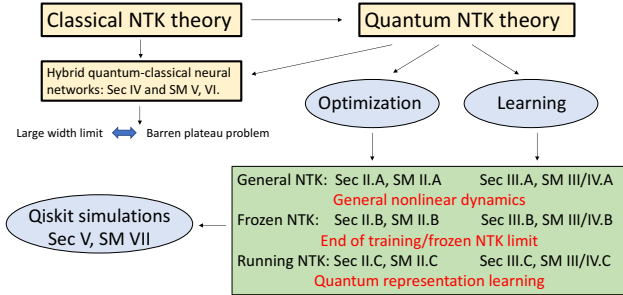 Classical NTK theory
Quantum NTK theory
Hybrid quantum-classical neural
networks: Sec IV and SM V, VI.
Large width limit
Barren plateau problem
Optimization
Learning
General NTK: Sec II.A, SM II.A Sec III.A, SM III/IV.A
General nonlinear dynamics
Frozen NTK: Sec II.B, SM II.B Sec III.B, SM III/IV.B
End of training/frozen NTK limit
Running NTK: Sec II.C, SM II.C Sec III.C, SM III/IV.C
Quantum representation learning
Qiskit simulations
Sec V, SM VII